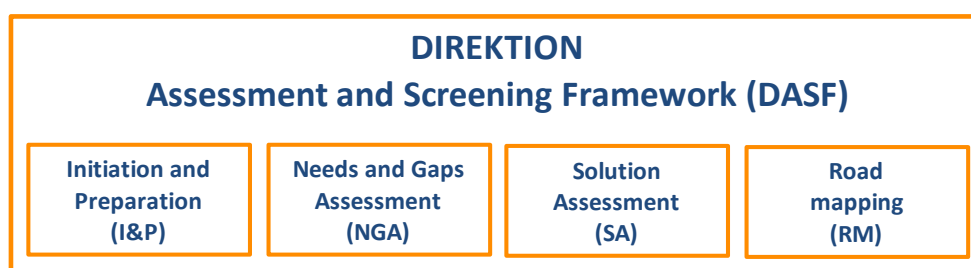 DIREKTION
Assessment and Screening Framework (DASF)
Initiation and
Preparation
(I&P)
Needs and Gaps
Assessment
(NGA)
Solution
Assessment
(SA)
Road
mapping
(RM)